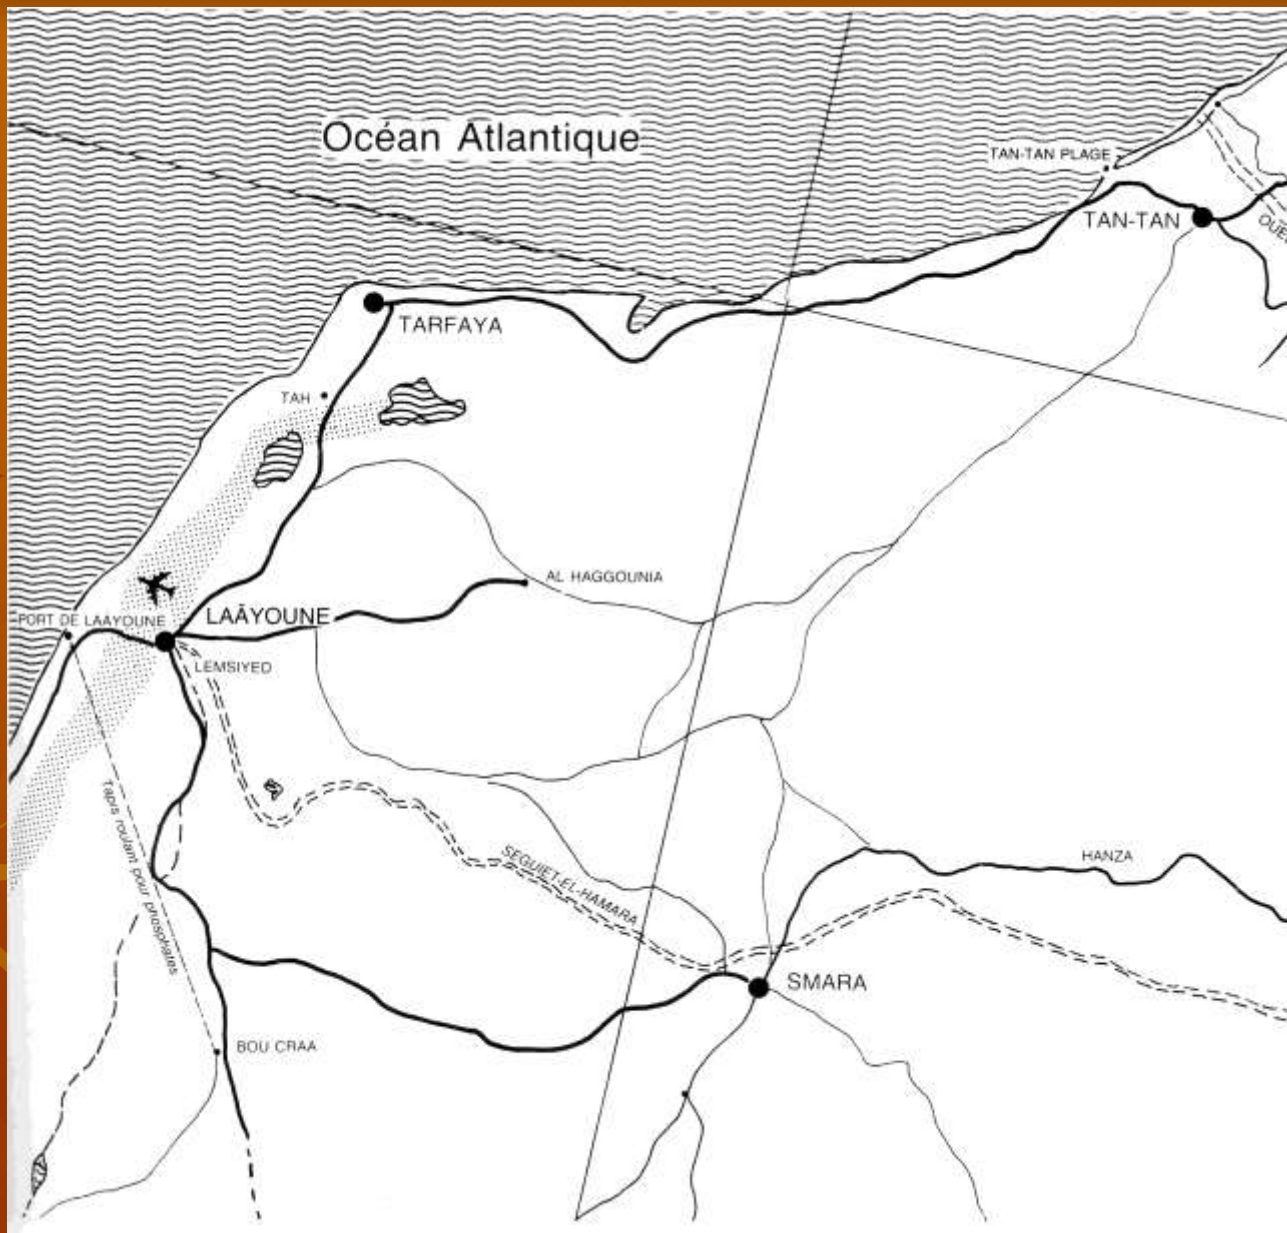 Océan Atlantique
TAN-TAN PLAGE
TAN-TAN
TARFAYA
TAH
AL HAGGOUNIA
PORT DE LAÂYOUNE
LAÂYOUNE
LEMSIYED
Tapis roulant pour phosphates
SEGUIET-EL-HAMARA
HANZA
SMARA
BOU CRAA